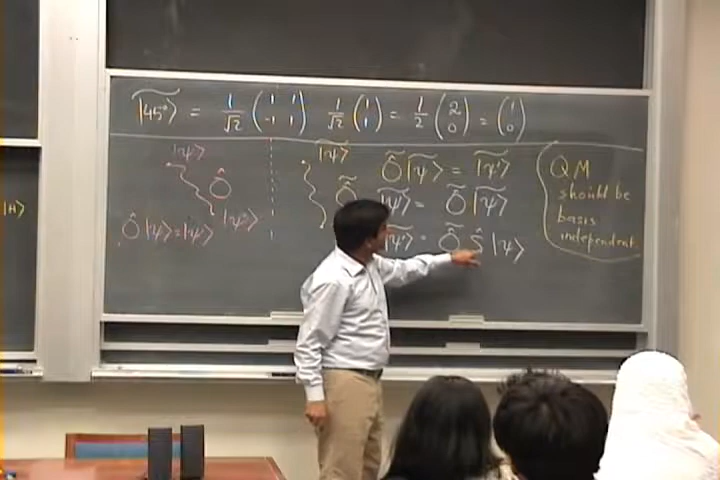 |H⟩
|45°⟩~ = 1/√2 ( 1 1 ; -1 1 ) 1/√2 ( 1 ; 1 ) = 1/2 ( 2 ; 0 ) = ( 1 ; 0 )
|ψ⟩
Ô
|ψ'⟩
Ô |ψ⟩ = |ψ'⟩
|ψ⟩~
Ô~
Ô~ |ψ⟩~ = |ψ'⟩~
|ψ'⟩~ = Ô~ |ψ⟩~
|ψ'⟩~ = Ô~ Ŝ |ψ⟩
QM
should be
basis
independent